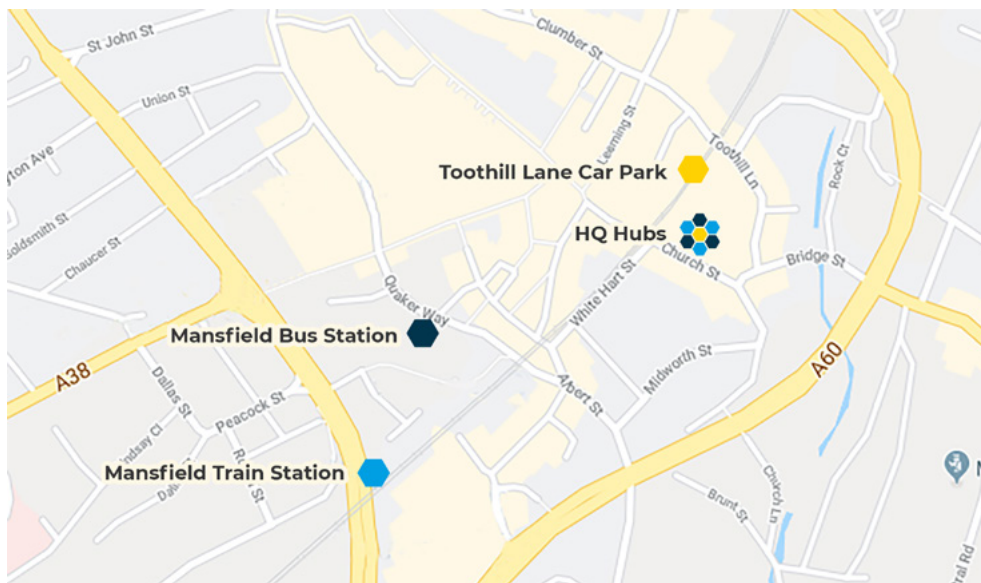 St John St
Clumber St
Union St
Leeming St
Toothill Ln
Rock Ct
Toothill Lane Car Park
Goldsmith St
Chaucer St
HQ Hubs
Church St
Bridge St
Quaker Way
White Hart St
Mansfield Bus Station
A38
A60
Dallas St
Albert St
Midworth St
Peacock St
Mansfield Train Station
Church Ln
Brunt St